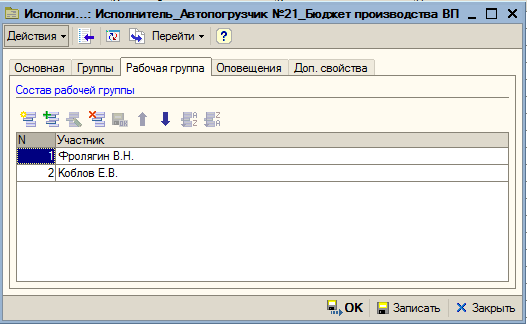 Исполни...: Исполнитель_Автопогрузчик №21_Бюджет производства ВП
Действия Перейти ?
Основная Группы Рабочая группа Оповещения Доп. свойства
Состав рабочей группы
N Участник
1 Фролягин В.Н.
2 Коблов Е.В.
OK Записать Закрыть